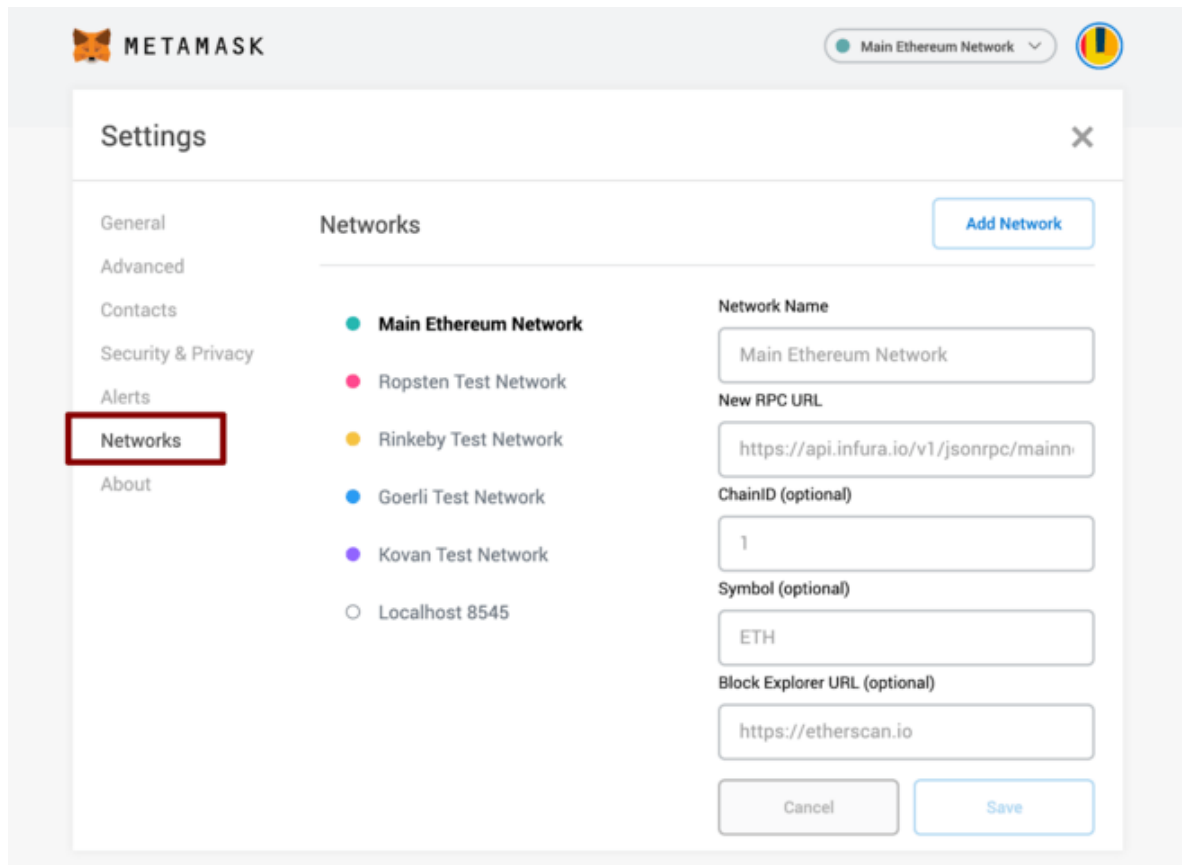 METAMASK
Main Ethereum Network
Settings
General
Advanced
Contacts
Security & Privacy
Alerts
Networks
About
Networks
Add Network
Main Ethereum Network
Ropsten Test Network
Rinkeby Test Network
Goerli Test Network
Kovan Test Network
Localhost 8545
Network Name
Main Ethereum Network
New RPC URL
https://api.infura.io/v1/jsonrpc/mainn
ChainID (optional)
1
Symbol (optional)
ETH
Block Explorer URL (optional)
https://etherscan.io
Cancel
Save